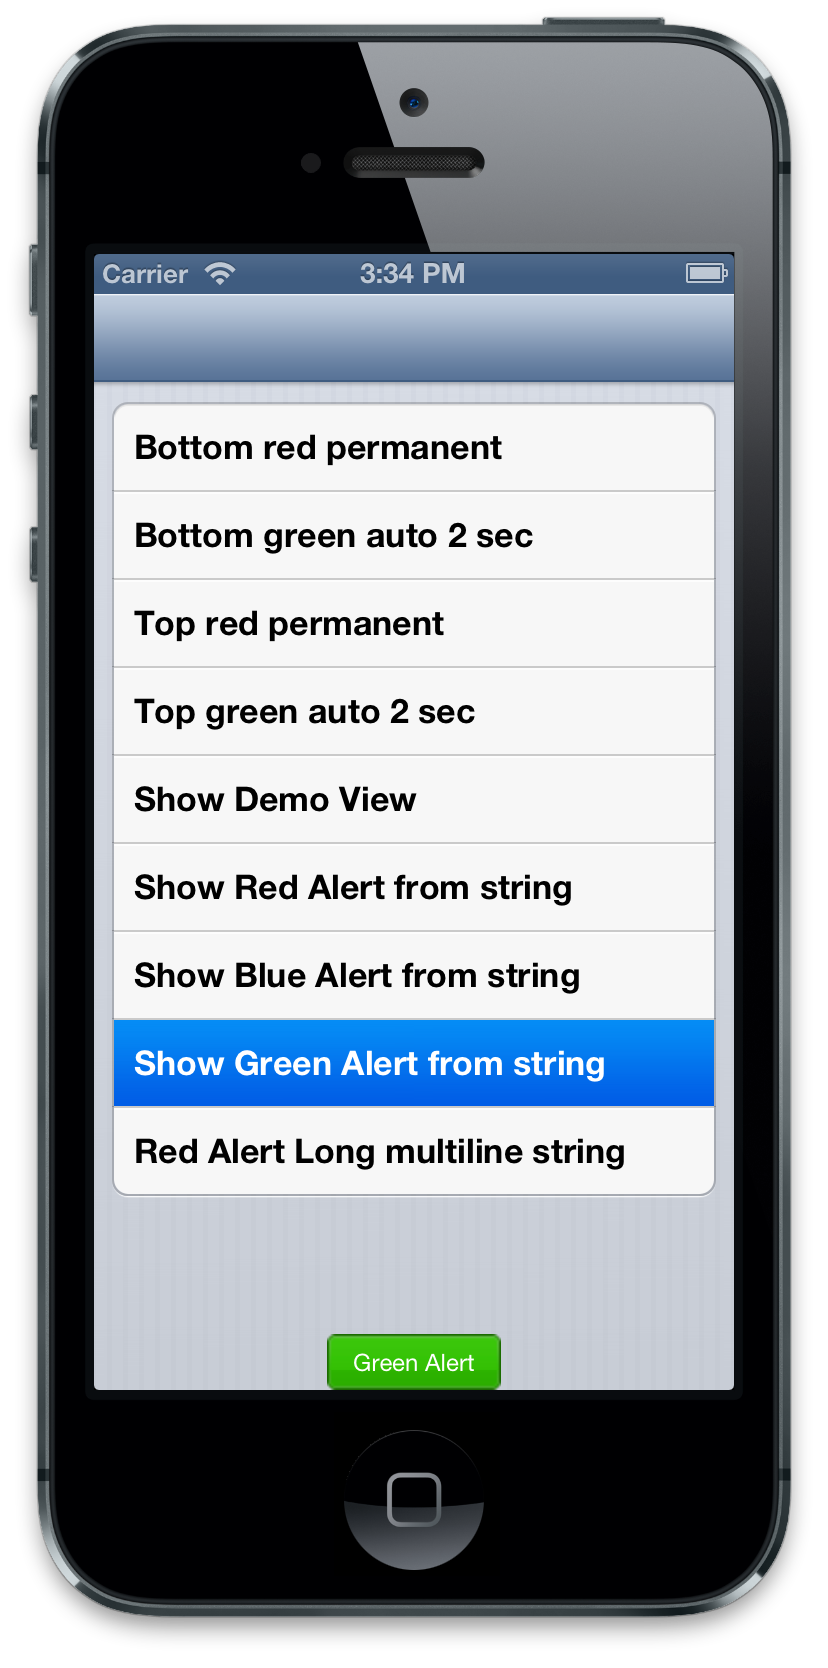 Carrier
3:34 PM
Bottom red permanent
Bottom green auto 2 sec
Top red permanent
Top green auto 2 sec
Show Demo View
Show Red Alert from string
Show Blue Alert from string
Show Green Alert from string
Red Alert Long multiline string
Green Alert